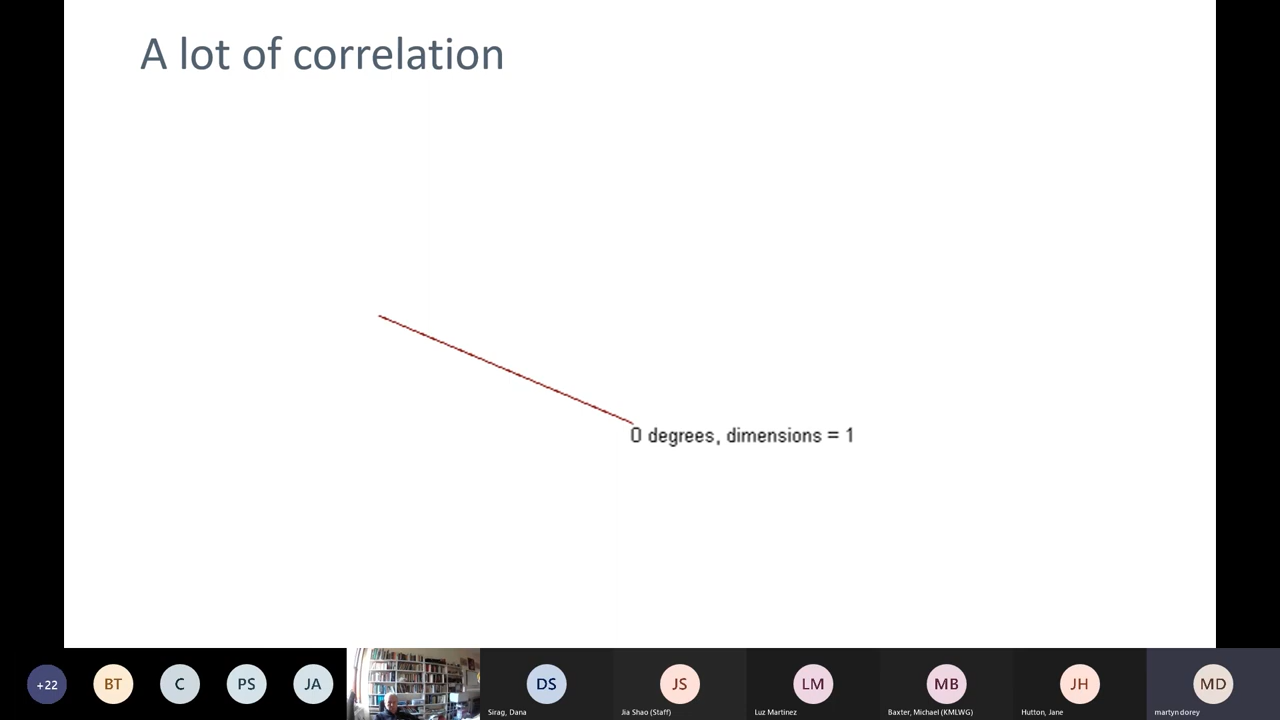 A lot of correlation
0 degrees, dimensions = 1
+22
BT
C
PS
JA
DS
JS
LM
MB
JH
MD
Sirag, Dana
Jia Shao (Staff)
Luz Martinez
Baxter, Michael (KMLWG)
Hutton, Jane
martyn dorey